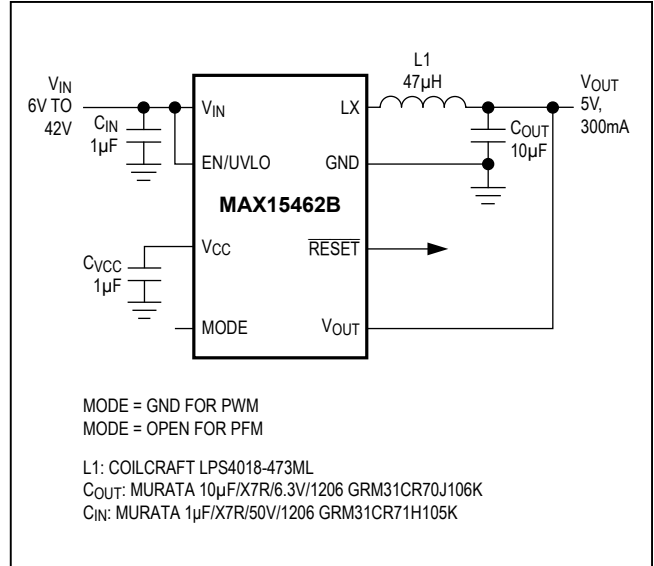 L1
47µH
VIN
6V TO
42V
CIN
1µF
VIN
LX
VOUT
5V,
300mA
COUT
10µF
EN/UVLO
GND
MAX15462B
VCC
RESET
CVCC
1µF
MODE
VOUT
MODE = GND FOR PWM
MODE = OPEN FOR PFM
L1: COILCRAFT LPS4018-473ML
COUT: MURATA 10µF/X7R/6.3V/1206 GRM31CR70J106K
CIN: MURATA 1µF/X7R/50V/1206 GRM31CR71H105K